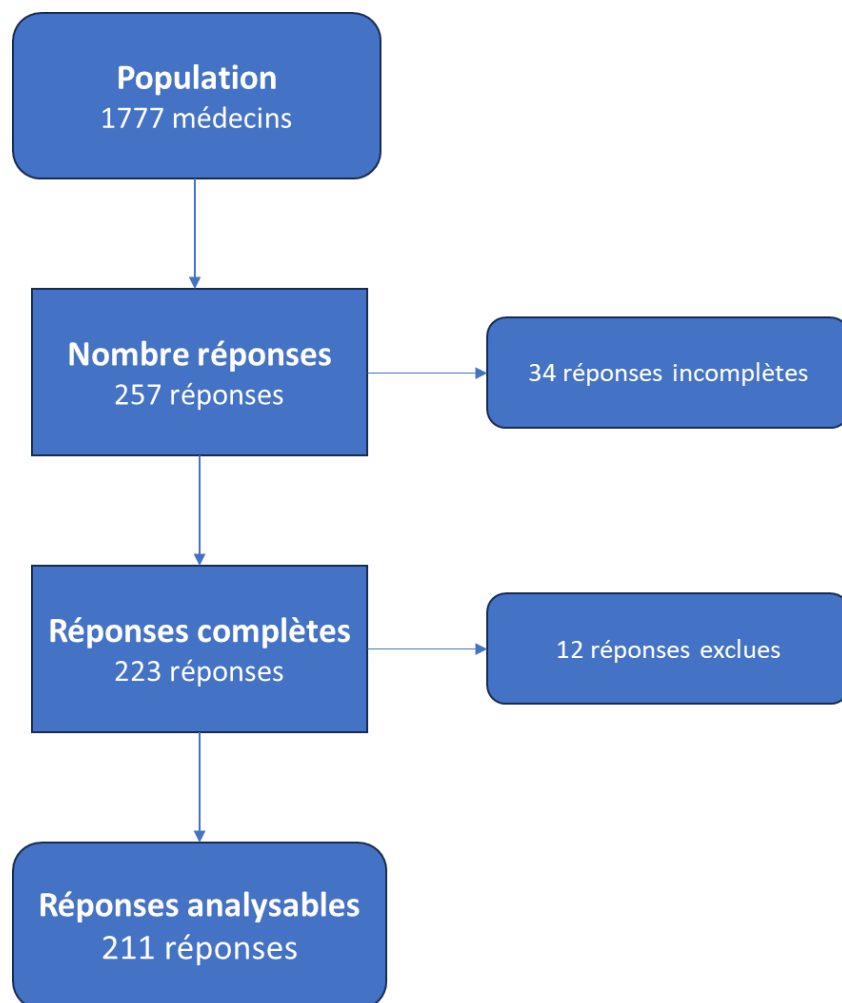 Population
1777 médecins
Nombre réponses
257 réponses
34 réponses incomplètes
Réponses complètes
223 réponses
12 réponses exclues
Réponses analysables
211 réponses